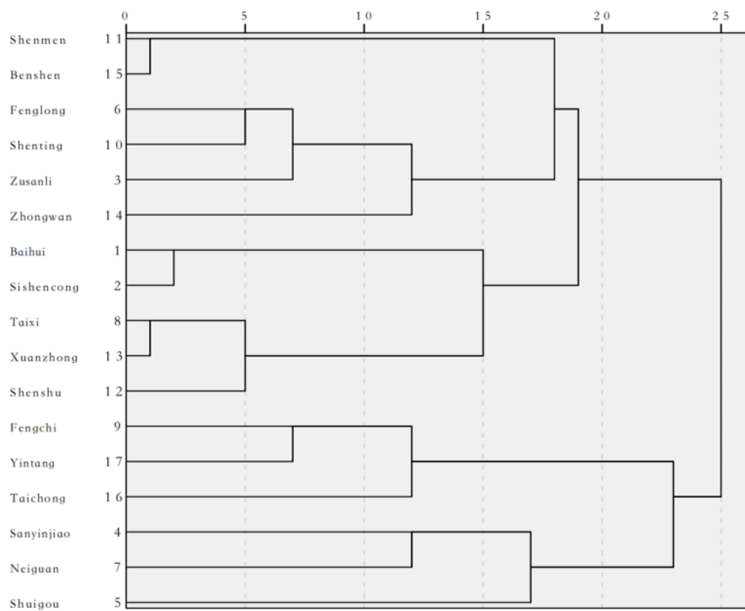 0 5 10 15 20 25
Shenmen 11
Benshen 15
Fenglong 6
Shenting 10
Zusanli 3
Zhongwan 14
Baihui 1
Sishencong 2
Taixi 8
Xuanzhong 13
Shenshu 12
Fengchi 9
Yintang 17
Taichong 16
Sanyinjiao 4
Neiguan 7
Shuigou 5